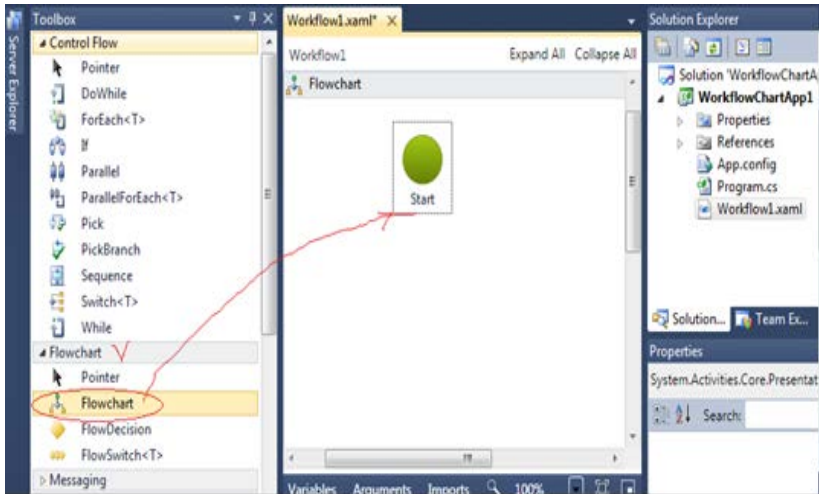 Server Explorer
Toolbox
Control Flow
Pointer
DoWhile
ForEach<T>
If
Parallel
ParallelForEach<T>
Pick
PickBranch
Sequence
Switch<T>
While
Flowchart
Pointer
Flowchart
FlowDecision
FlowSwitch<T>
Messaging
Workflow1.xaml*
Workflow1
Expand All Collapse All
Flowchart
Start
Variables Arguments Imports 100%
Solution Explorer
Solution 'WorkflowChartA
WorkflowChartApp1
Properties
References
App.config
Program.cs
Workflow1.xaml
Solution... Team Ex...
Properties
System.Activities.Core.Presentat
Search: